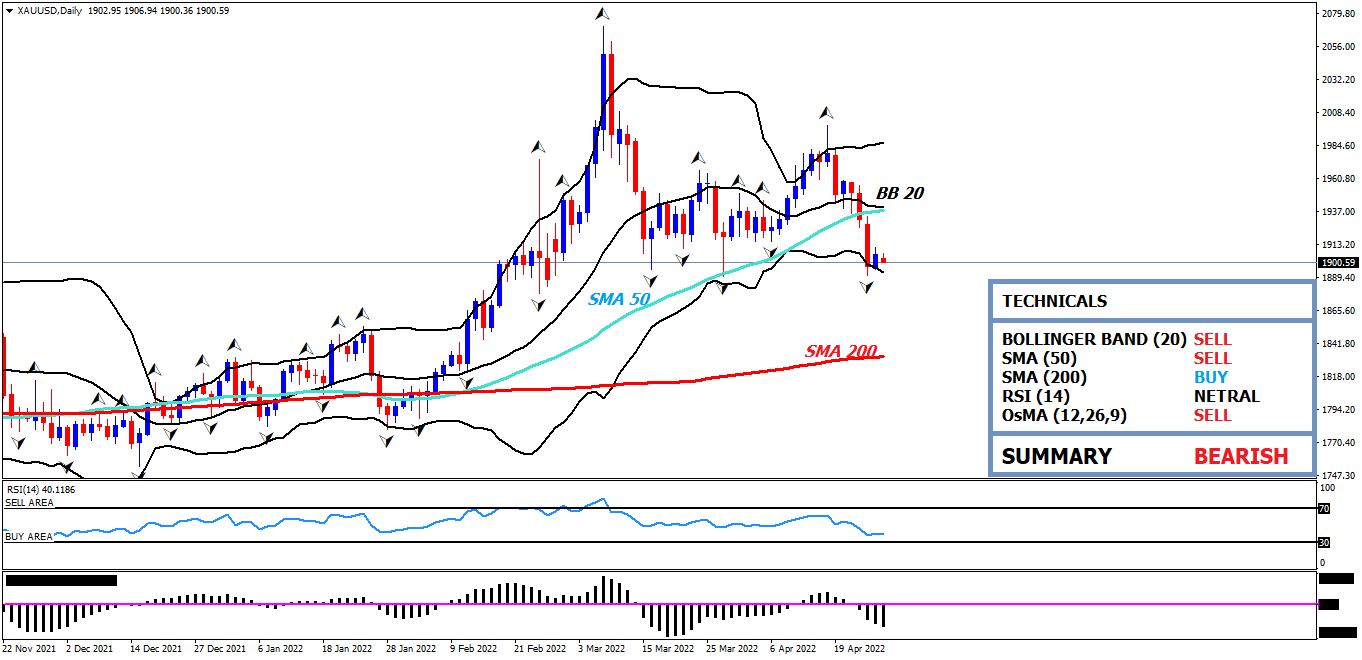 XAUUSD,Daily 1902.95 1906.94 1900.36 1900.59
2079.80
2056.00
2032.20
2008.40
1984.60
1960.80
1937.00
1913.20
1900.59
1889.40
1865.60
1841.80
1818.00
1794.20
1770.40
1747.30
BB 20
SMA 50
SMA 200
TECHNICALS
BOLLINGER BAND (20) SELL
SMA (50) SELL
SMA (200) BUY
RSI (14) NETRAL
OsMA (12,26,9) SELL
SUMMARY BEARISH
RSI(14) 40.1186
SELL AREA
BUY AREA
100
70
30
0
22 Nov 2021 2 Dec 2021 14 Dec 2021 27 Dec 2021 6 Jan 2022 18 Jan 2022 28 Jan 2022 9 Feb 2022 21 Feb 2022 3 Mar 2022 15 Mar 2022 25 Mar 2022 6 Apr 2022 19 Apr 2022